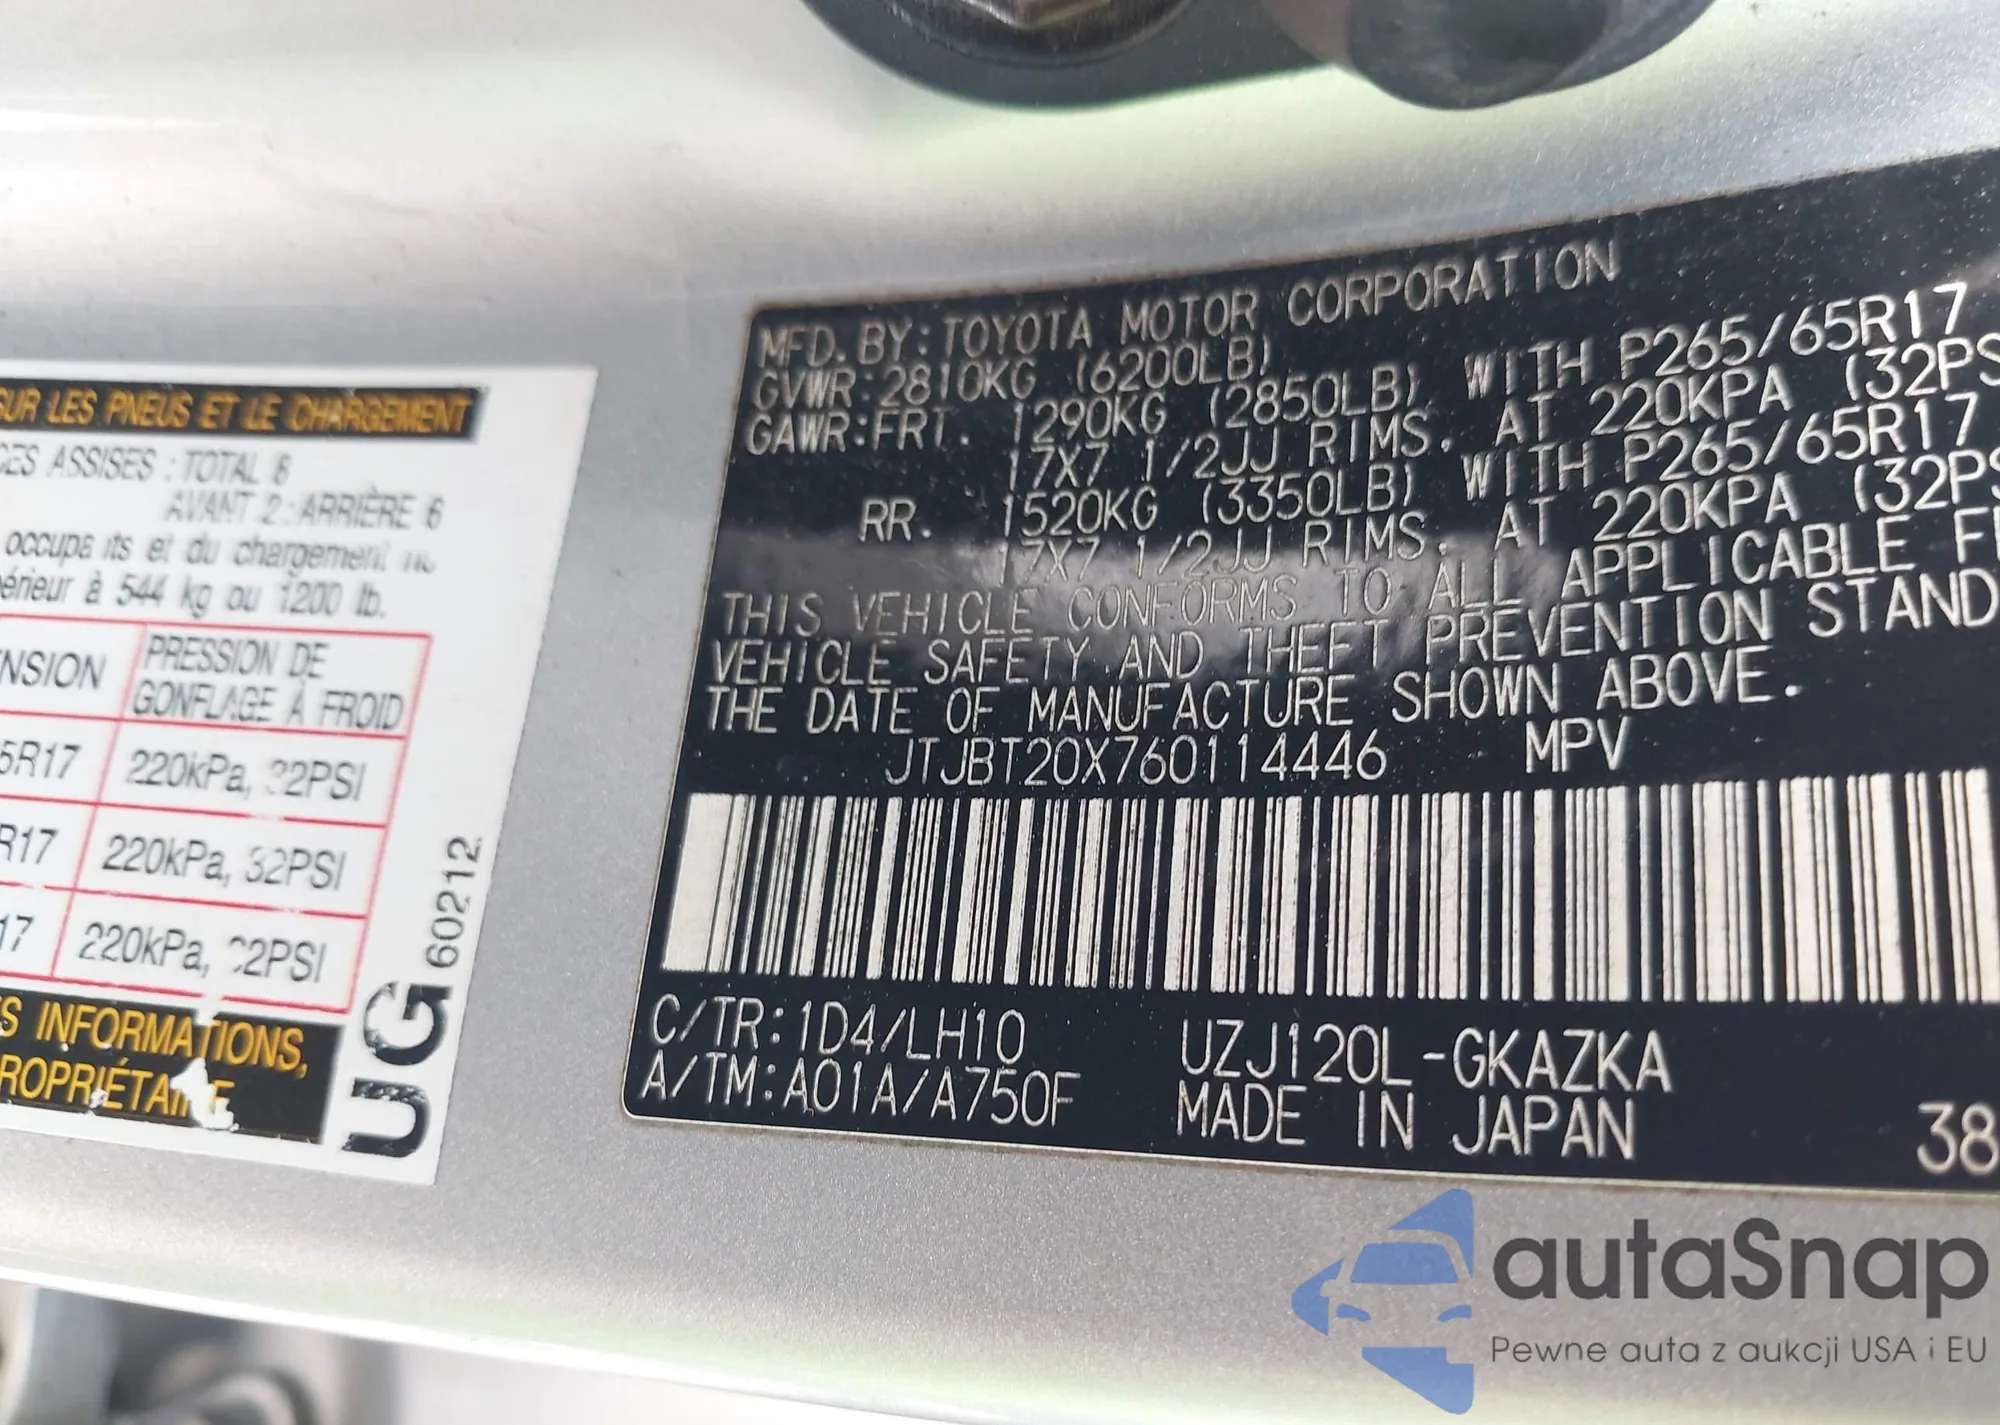 SUR LES PNEUS ET LE CHARGEMENT
CES ASSISES : TOTAL 8
AVANT 2 : ARRIÈRE 6
occupants et du chargement
érieur à 544 kg ou 1200 lb.
NSION
PRESSION DE
GONFLAGE À FROID
5R17 220kPa, 32PSI
R17 220kPa, 32PSI
17 220kPa, 32PSI
S INFORMATIONS,
ROPRIÉTAIRE
UG 60212
MFD. BY: TOYOTA MOTOR CORPORATION
GVWR: 2810KG (6200LB)
GAWR: FRT. 1290KG (2850LB) WITH P265/65R17
17X7 1/2JJ RIMS. AT 220KPA (32PS
RR. 1520KG (3350LB) WITH P265/65R17
17X7 1/2JJ RIMS. AT 220KPA (32PS
THIS VEHICLE CONFORMS TO ALL APPLICABLE F
VEHICLE SAFETY AND THEFT PREVENTION STAND
THE DATE OF MANUFACTURE SHOWN ABOVE.
JTJBT20X760114446 MPV
C/TR: 1D4/LH10 UZJ120L-GKAZKA
A/TM: A01A/A750F MADE IN JAPAN 38
autoSnap
Pewne auta z aukcji USA i EU